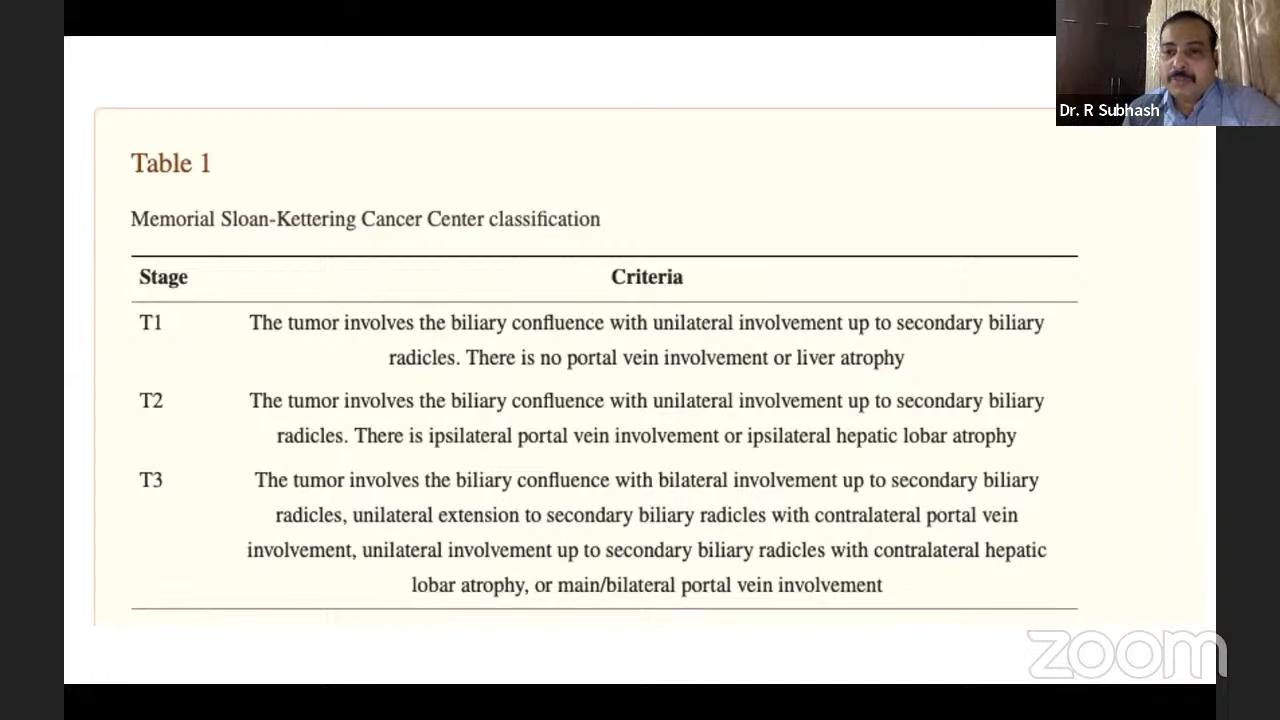 Dr. R Subhash
Table 1
Memorial Sloan-Kettering Cancer Center classification
Stage Criteria
T1 The tumor involves the biliary confluence with unilateral involvement up to secondary biliary
radicles. There is no portal vein involvement or liver atrophy
T2 The tumor involves the biliary confluence with unilateral involvement up to secondary biliary
radicles. There is ipsilateral portal vein involvement or ipsilateral hepatic lobar atrophy
T3 The tumor involves the biliary confluence with bilateral involvement up to secondary biliary
radicles, unilateral extension to secondary biliary radicles with contralateral portal vein
involvement, unilateral involvement up to secondary biliary radicles with contralateral hepatic
lobar atrophy, or main/bilateral portal vein involvement
zoom